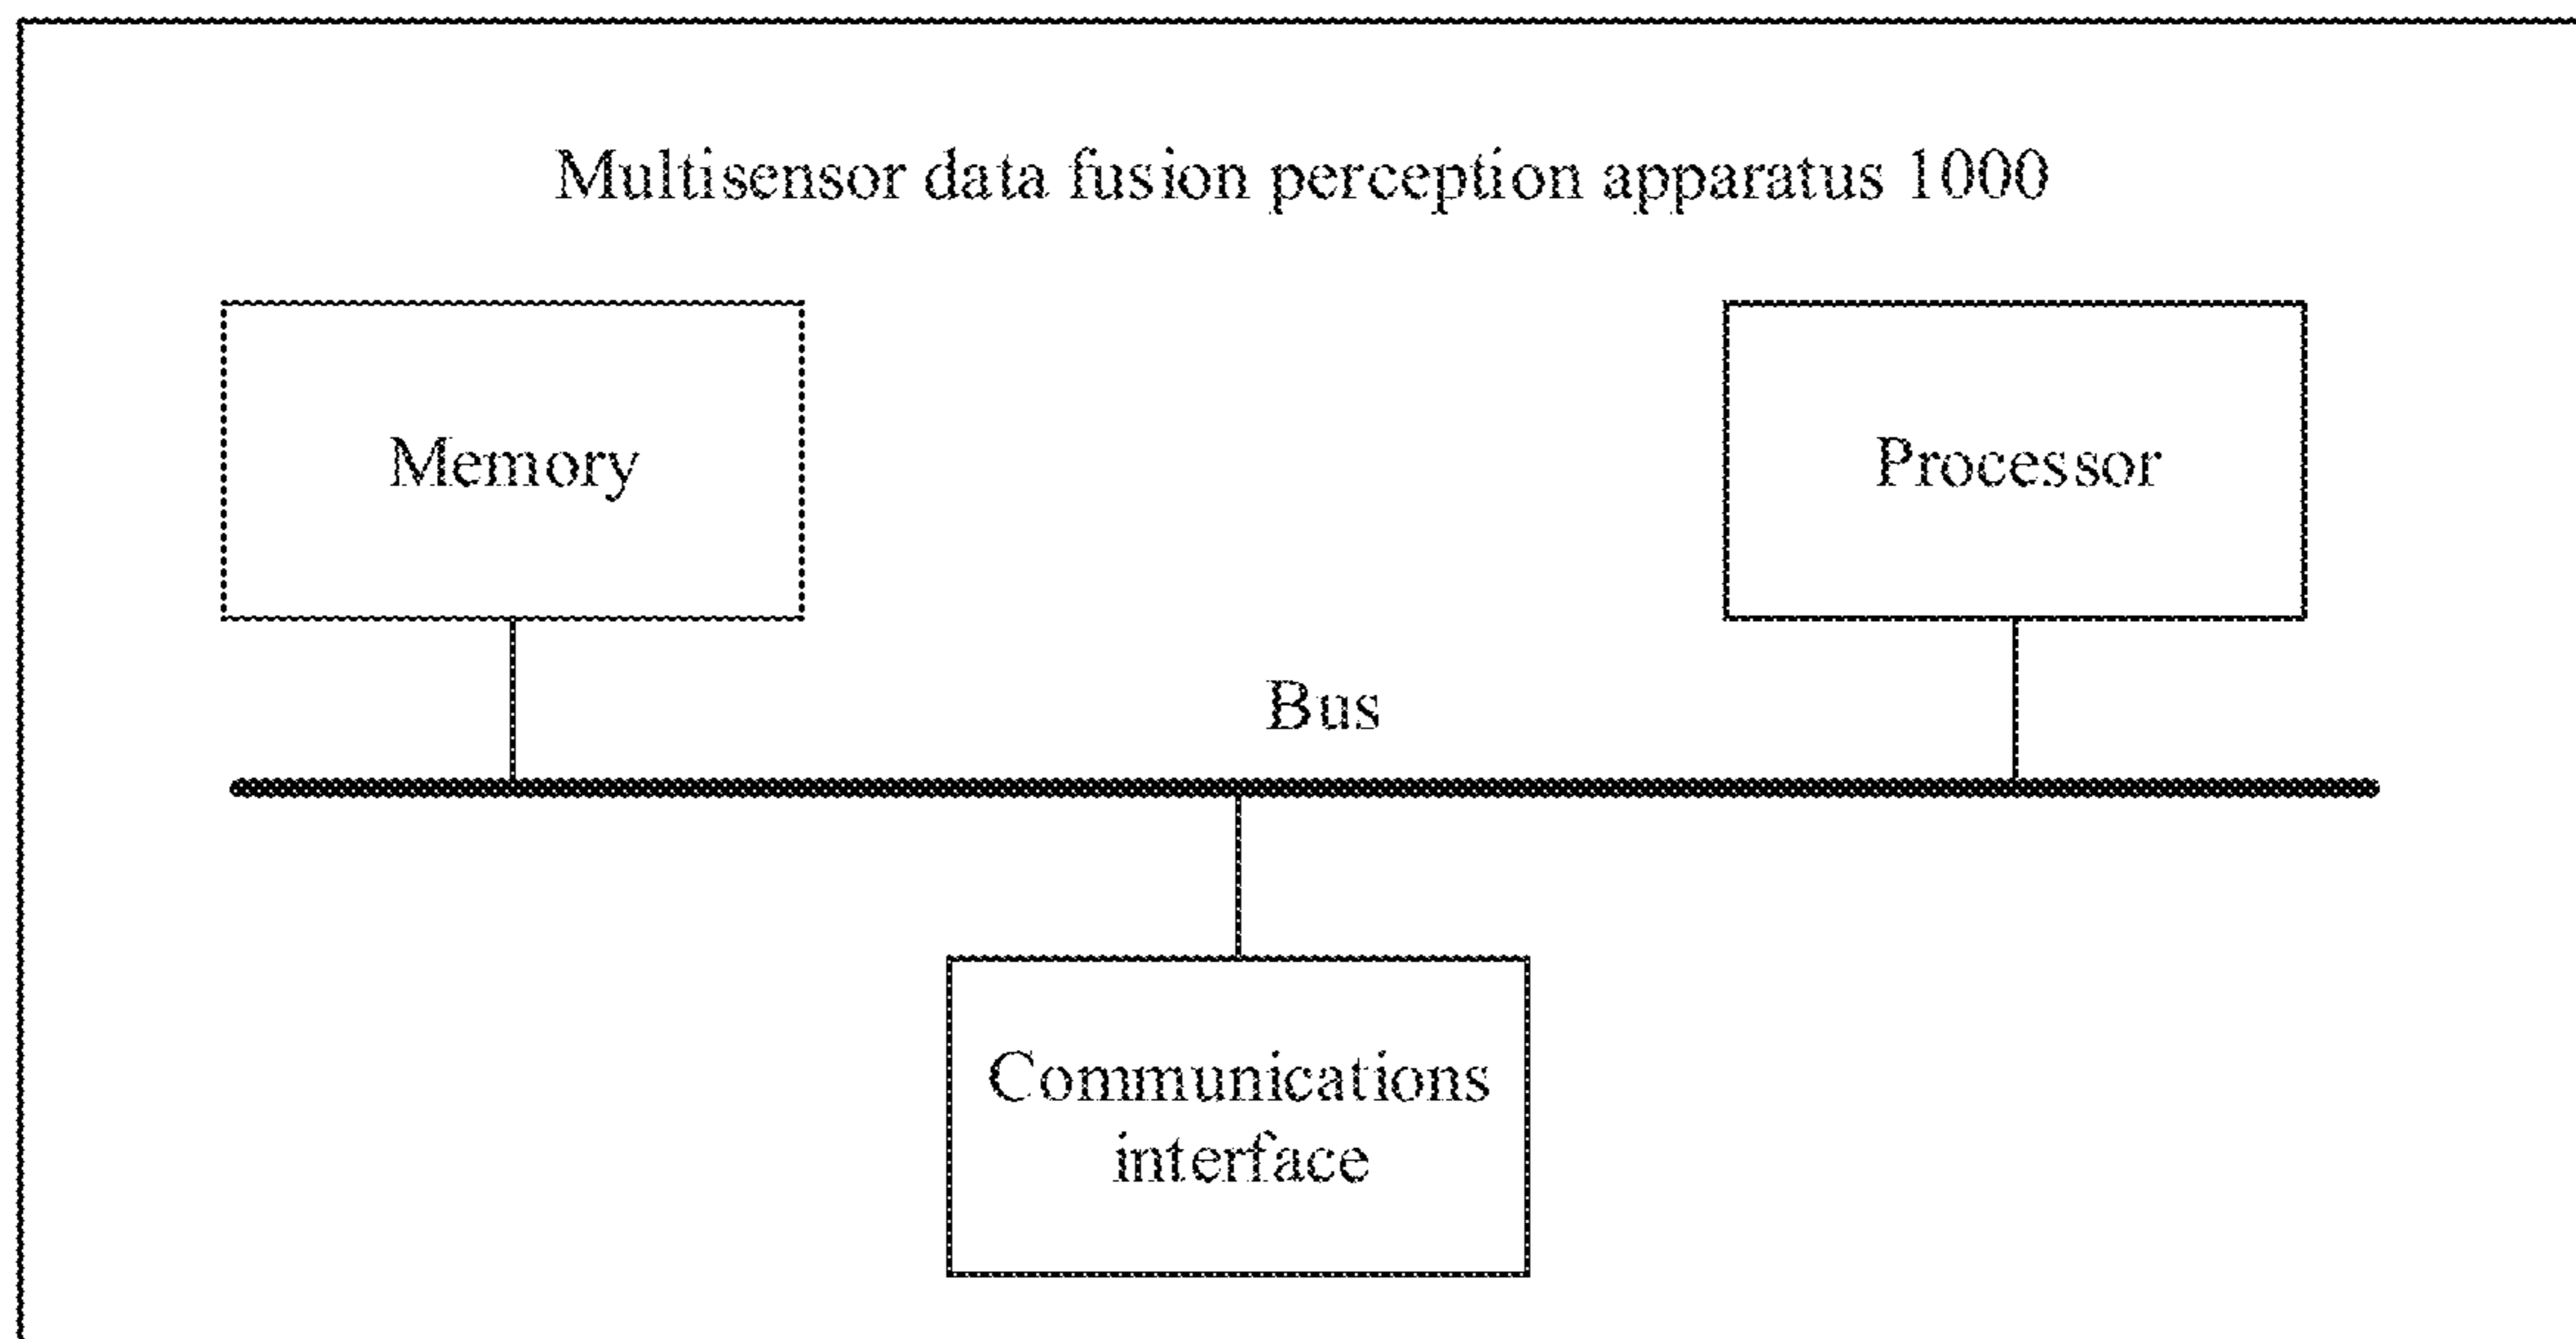 Multisensor data fusion perception apparatus 1000
Memory
Processor
Bus
Communications
interface